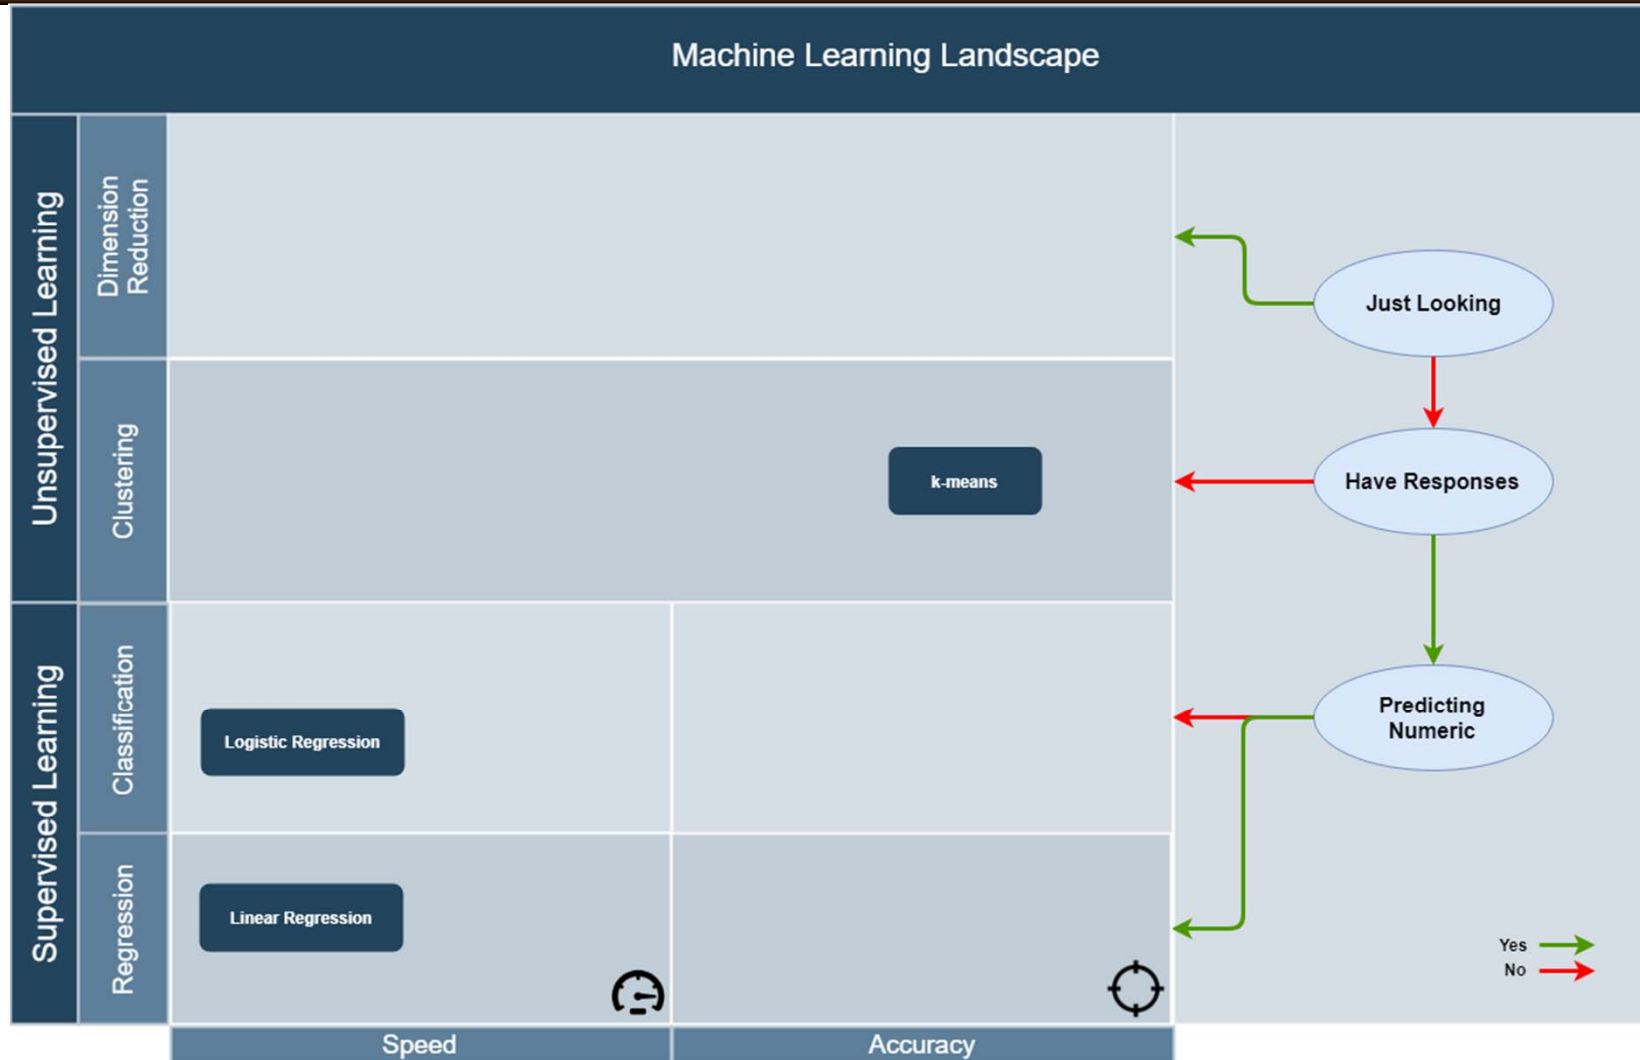 Machine Learning Landscape
Unsupervised Learning
Dimension
Reduction
Just Looking
Clustering
k-means
Have Responses
Supervised Learning
Classification
Logistic Regression
Predicting
Numeric
Regression
Linear Regression
Yes
No
Speed
Accuracy